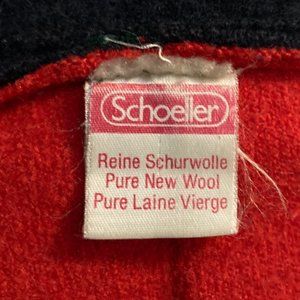 Schoeller
Reine Schurwolle
Pure New Wool
Pure Laine Vierge